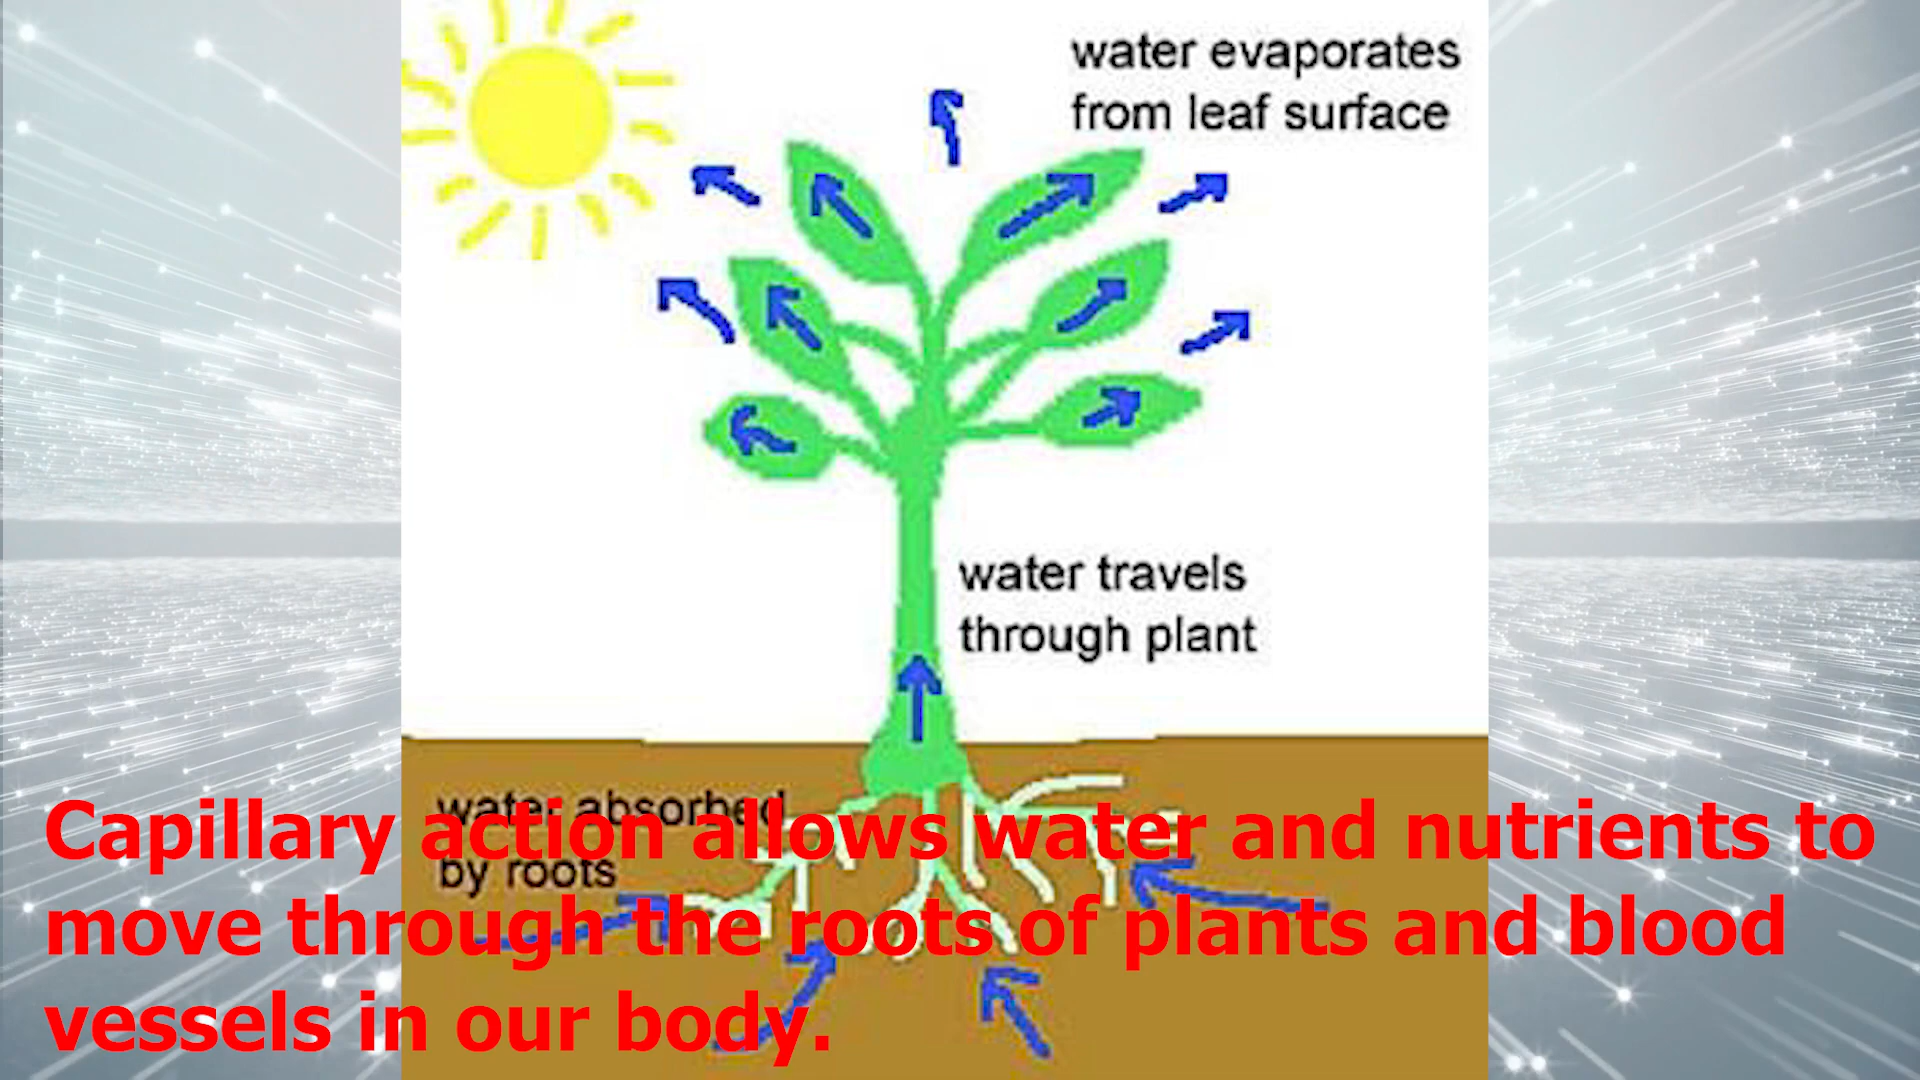 water evaporates
from leaf surface
water travels
through plant
water absorbed
by roots
Capillary action allows water and nutrients to
move through the roots of plants and blood
vessels in our body.